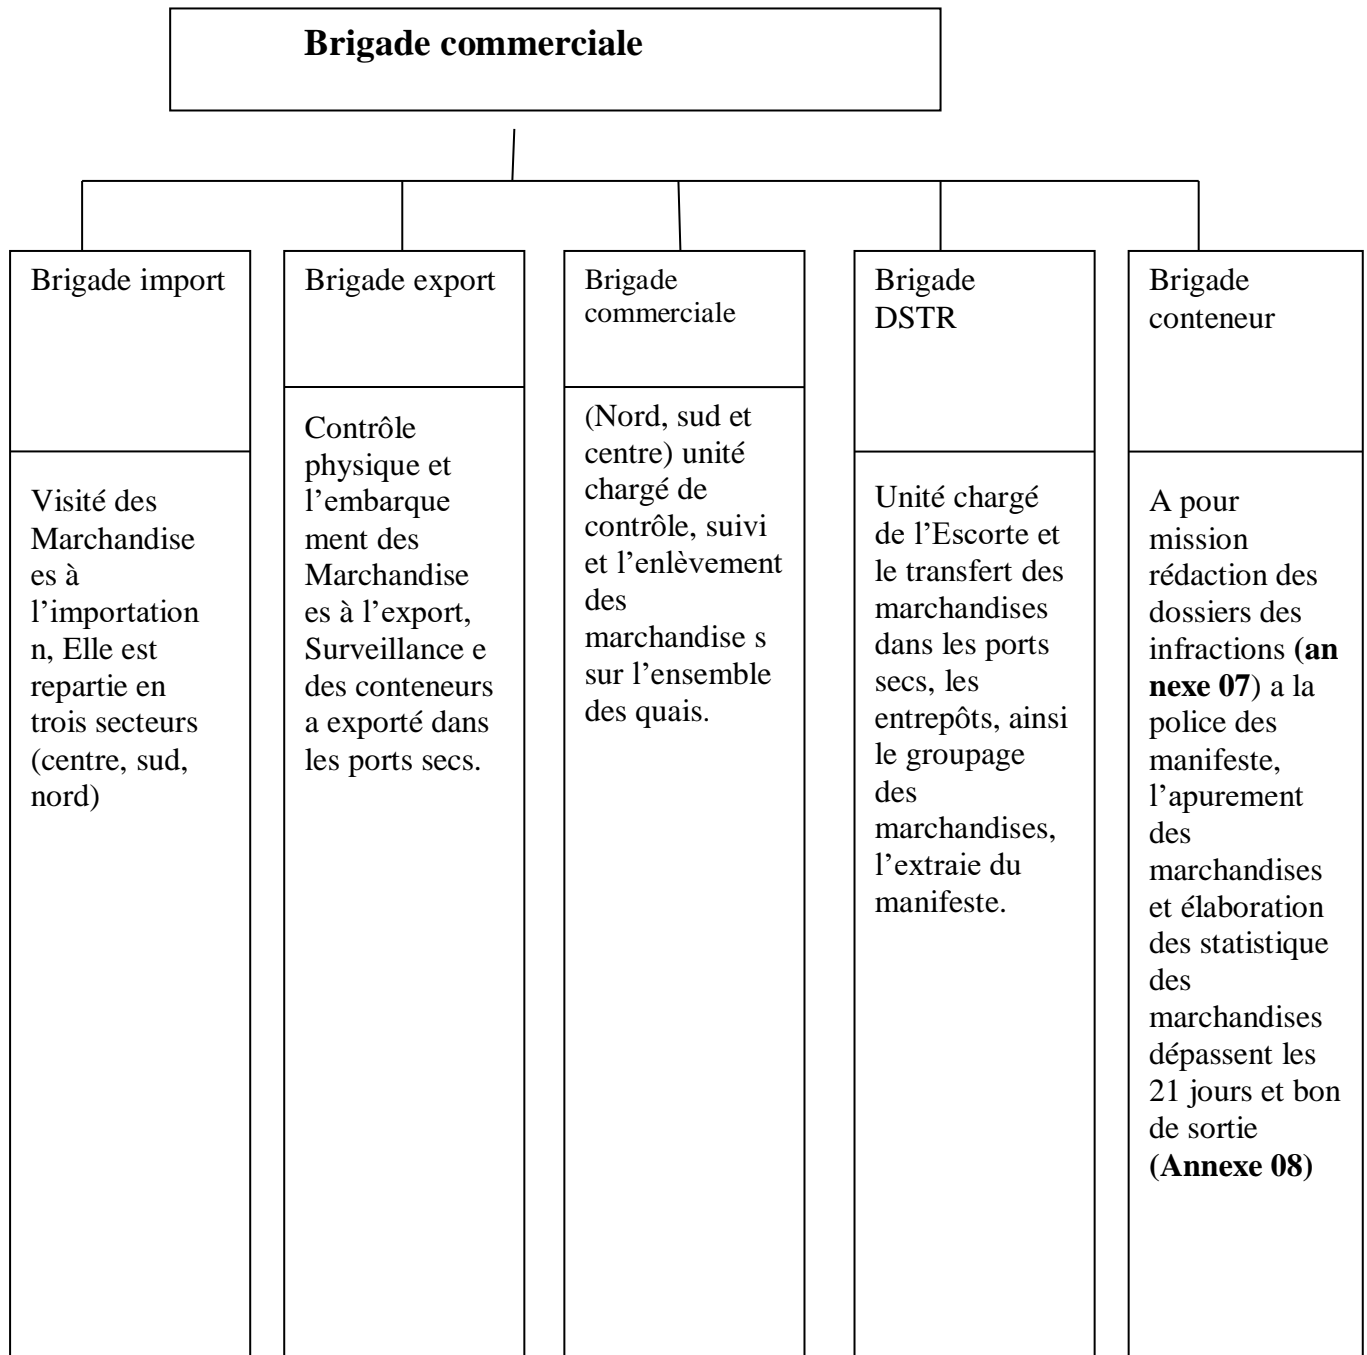 Brigade commerciale
Brigade import
Visité des
Marchandise
es à
l’importation
n, Elle est
repartie en
trois secteurs
(centre, sud,
nord)
Brigade export
Contrôle
physique et
l’embarque
ment des
Marchandise
es à l’export,
Surveillance e
des conteneurs
a exporté dans
les ports secs.
Brigade
commerciale
(Nord, sud et
centre) unité
chargé de
contrôle, suivi
et l’enlèvement
des
marchandise s
sur l’ensemble
des quais.
Brigade
DSTR
Unité chargé
de l’Escorte et
le transfert des
marchandises
dans les ports
secs, les
entrepôts, ainsi
le groupage
des
marchandises,
l’extraie du
manifeste.
Brigade
conteneur
A pour
mission
rédaction des
dossiers des
infractions (an
nexe 07) a la
police des
manifeste,
l’apurement
des
marchandises
et élaboration
des statistique
des
marchandises
dépassent les
21 jours et bon
de sortie
(Annexe 08)